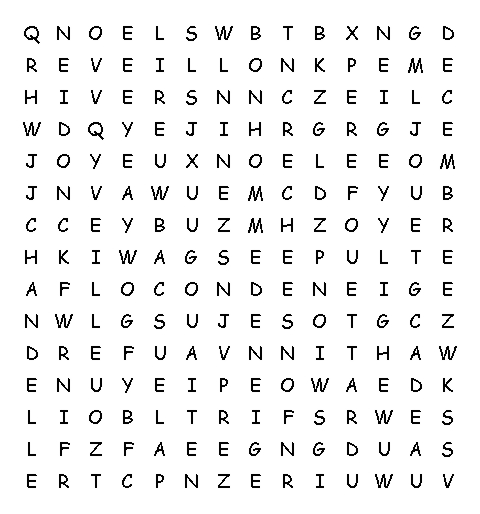 Q N O E L S W B T B X N G D
R E V E I L L O N K P E M E
H I V E R S N N C Z E I L C
W D Q Y E J I H R G R G J E
J O Y E U X N O E L E E O M
J N V A W U E M C D F Y U B
C C E Y B U Z M H Z O Y E R
H K I W A G S E E P U L T E
A F L O C O N D E N E I G E
N W L G S U J E S O T G C Z
D R E F U A V N N I T H A W
E N U Y E I P E O W A E D K
L I O B L T R I F S R W E S
L F Z F A E E G N G D U A S
E R T C P N Z E R I U W U V